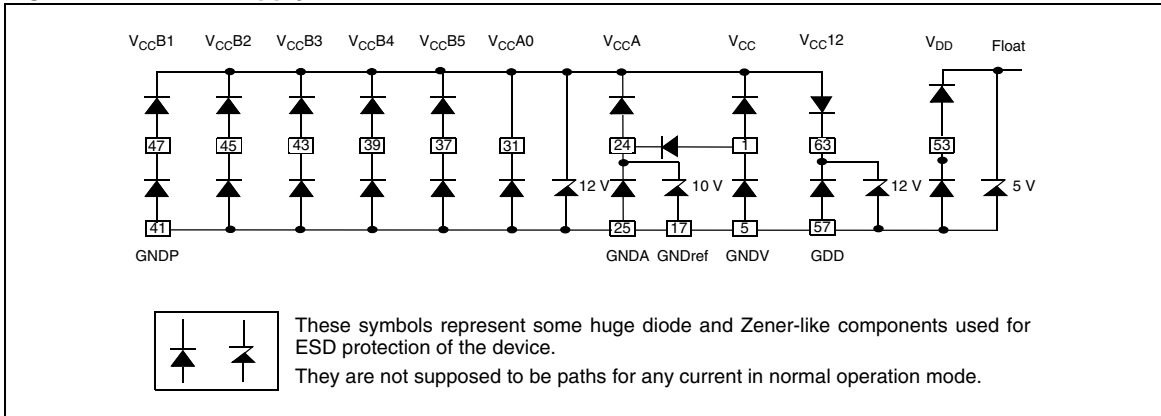 VCCB1 VCCB2 VCCB3 VCCB4 VCCB5 VCCA0 VCCA VCC VCC12 VDD Float
47 45 43 39 37 31 24 1 63 53
12 V 10 V 12 V 5 V
41 25 17 5 57
GNDP GNDA GNDref GNDV GDD
These symbols represent some huge diode and Zener-like components used for
ESD protection of the device.
They are not supposed to be paths for any current in normal operation mode.